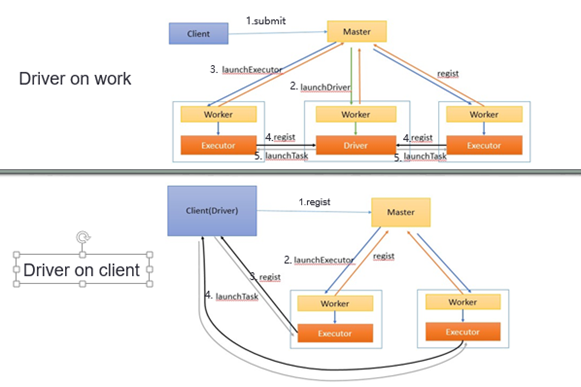 1.submit
Client
Master
Driver on work
3. launchExecutor
2. launchDriver
regist
Worker
Worker
Worker
4.regist
4.regist
Executor
Driver
Executor
5. launchTask
5. launchTask
Client(Driver)
1.regist
Master
Driver on client
2. launchExecutor
regist
3. regist
4. launchTask
Worker
Worker
Executor
Executor